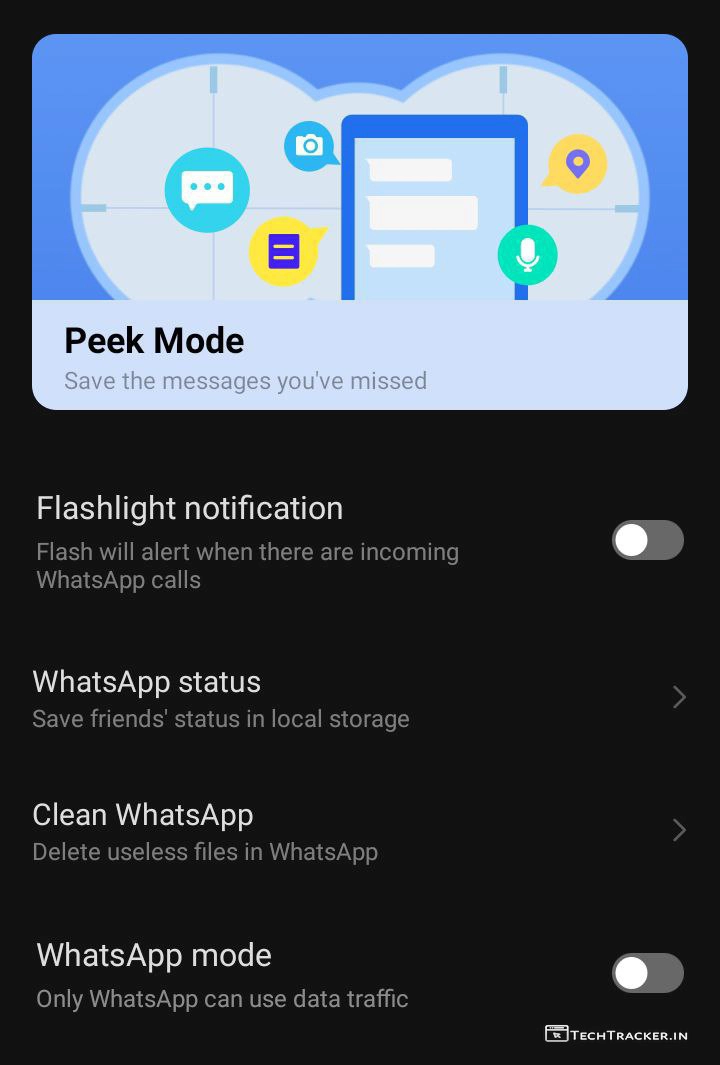 Peek Mode
Save the messages you've missed
Flashlight notification
Flash will alert when there are incoming
WhatsApp calls
WhatsApp status
Save friends' status in local storage
Clean WhatsApp
Delete useless files in WhatsApp
WhatsApp mode
Only WhatsApp can use data traffic
TECHTRACKER.IN